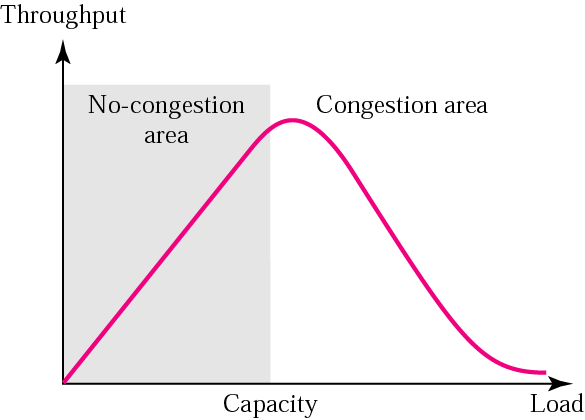 Throughput
No-congestion
area
Congestion area
Capacity
Load